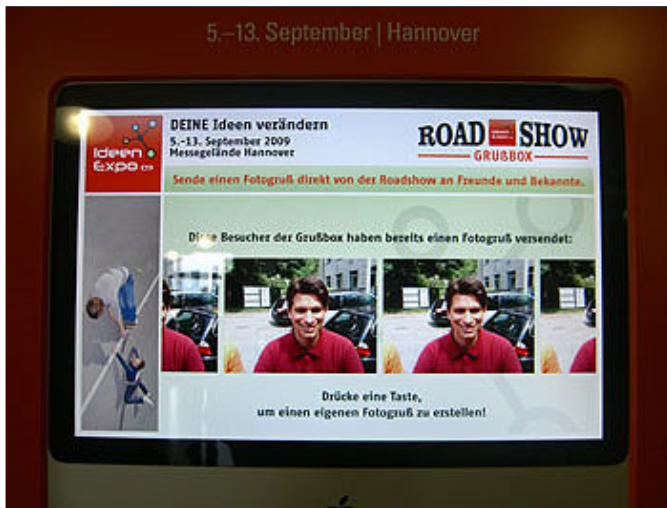 5.–13. September | Hannover
DEINE Ideen verändern
5.-13. September 2009
Messegelände Hannover
Ideen
Expo 09
ROAD SHOW
GRUßBOX
Sende einen Fotogruß direkt von der Roadshow an Freunde und Bekannte.
Diese Besucher der Grußbox haben bereits einen Fotogruß versendet:
Drücke eine Taste,
um einen eigenen Fotogruß zu erstellen!